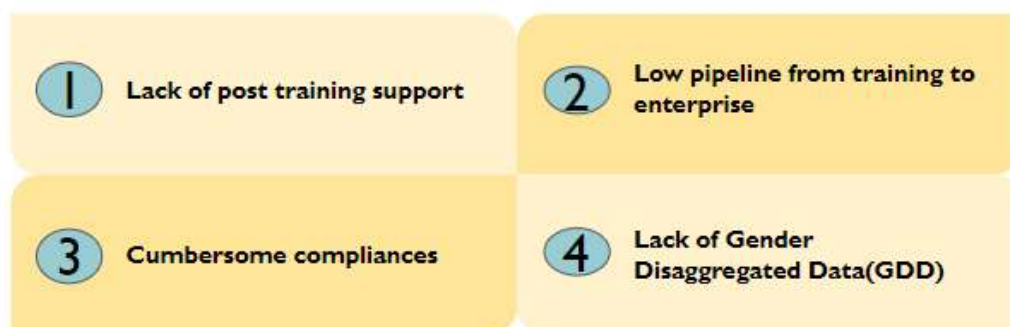 1
Lack of post training support
2
Low pipeline from training to
enterprise
3
Cumbersome compliances
4
Lack of Gender
Disaggregated Data(GDD)